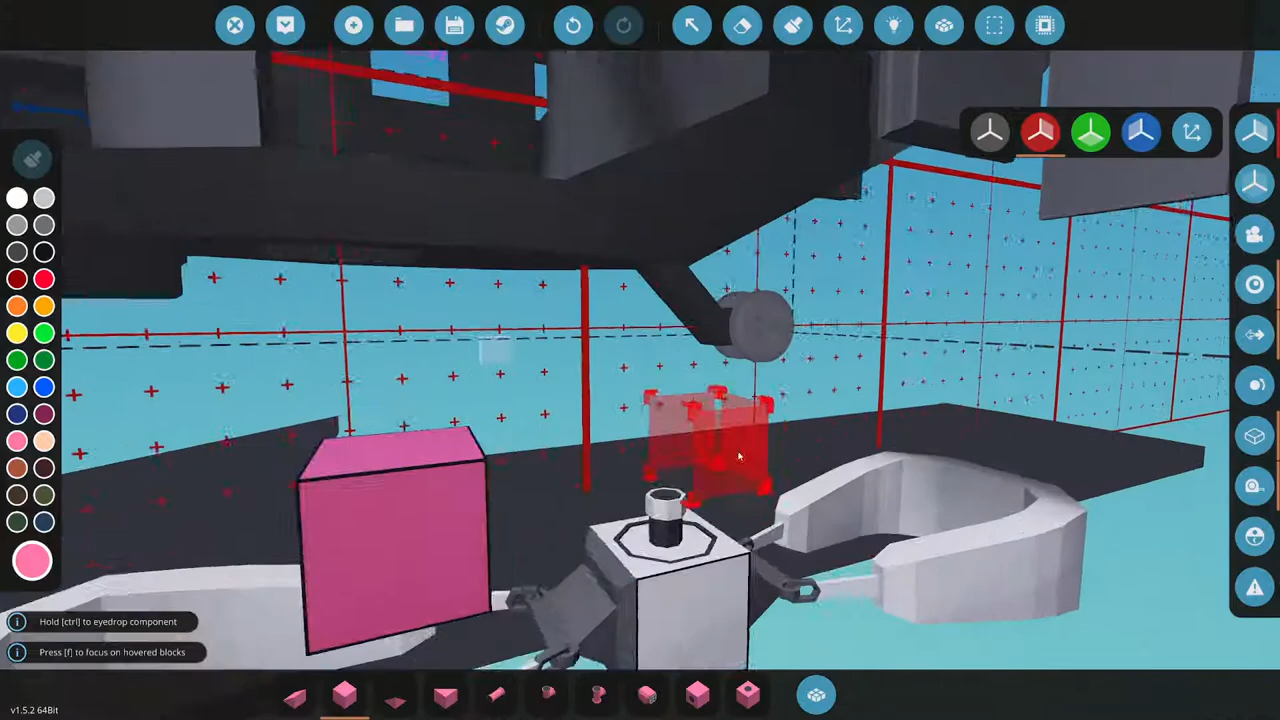 Hold [ctrl] to eyedrop component
Press [f] to focus on hovered blocks
v1.5.2 64Bit